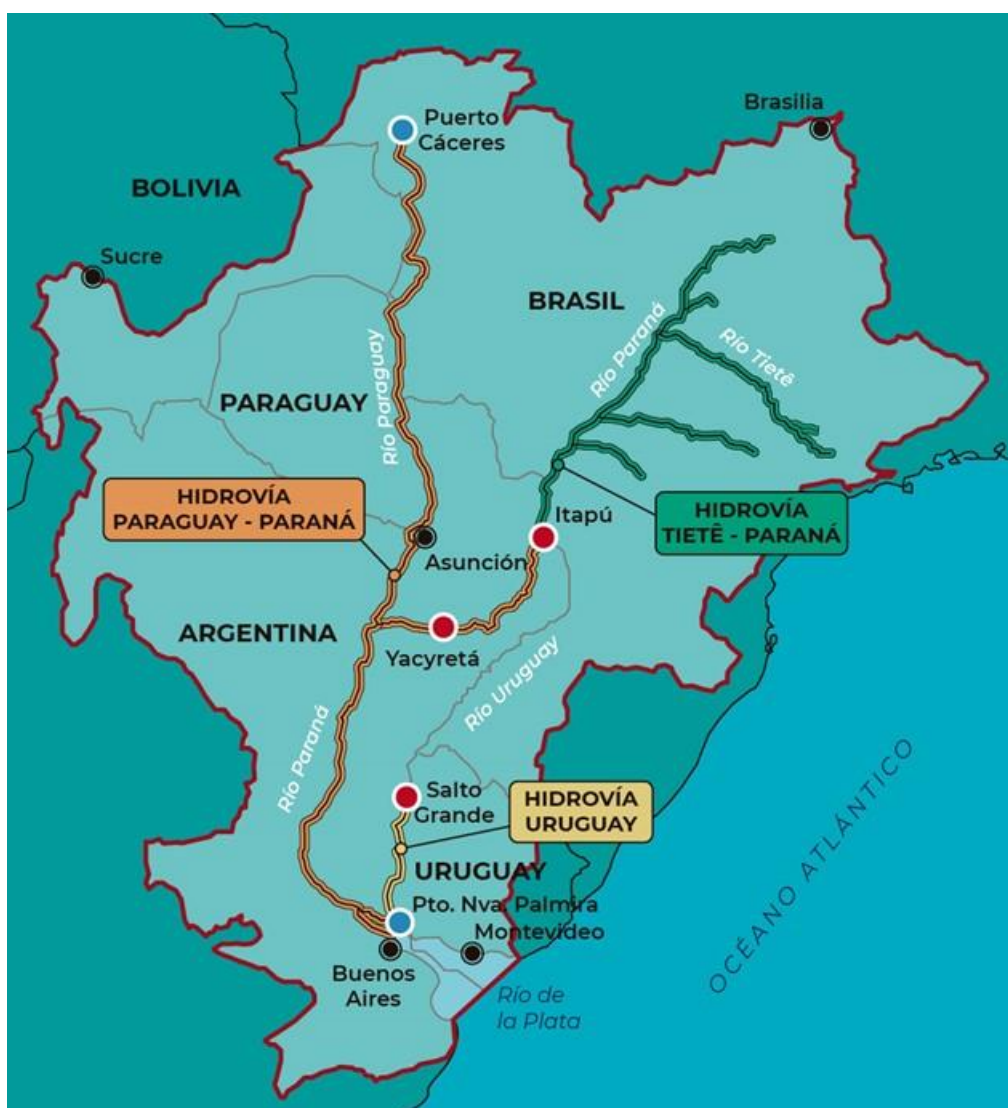 Puerto
Cáceres
Brasilia
BOLIVIA
Sucre
BRASIL
Río Paraná
Río Tietê
Río Paraguay
PARAGUAY
HIDROVÍA
PARAGUAY - PARANÁ
Itapú
HIDROVÍA
TIETÊ - PARANÁ
Asunción
ARGENTINA
Yacyretá
Río Uruguay
Río Paraná
Salto
Grande
HIDROVÍA
URUGUAY
URUGUAY
Pto. Nva. Palmira
Montevideo
Buenos
Aires
Río de
la Plata
OCÉANO ATLÁNTICO